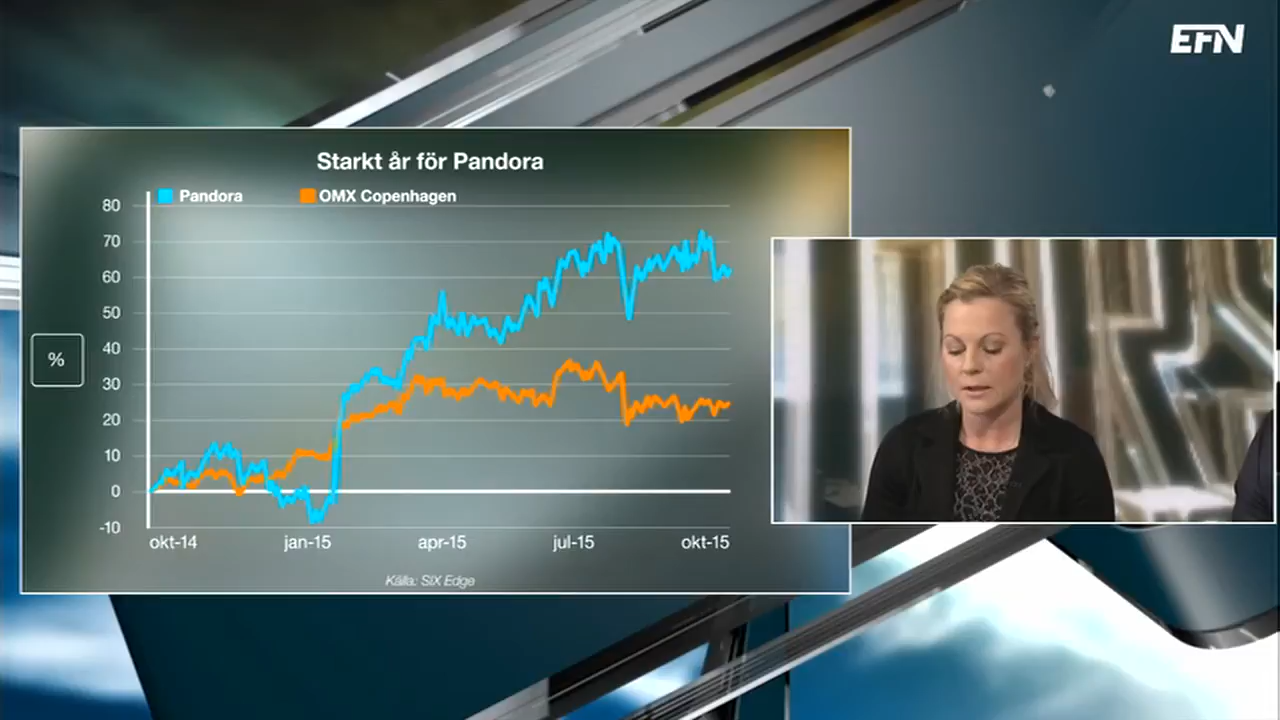 EFN
Starkt år för Pandora
Pandora
OMX Copenhagen
80
70
60
50
40
30
20
10
0
-10
%
okt-14
jan-15
apr-15
jul-15
okt-15
Källa: SIX Edge